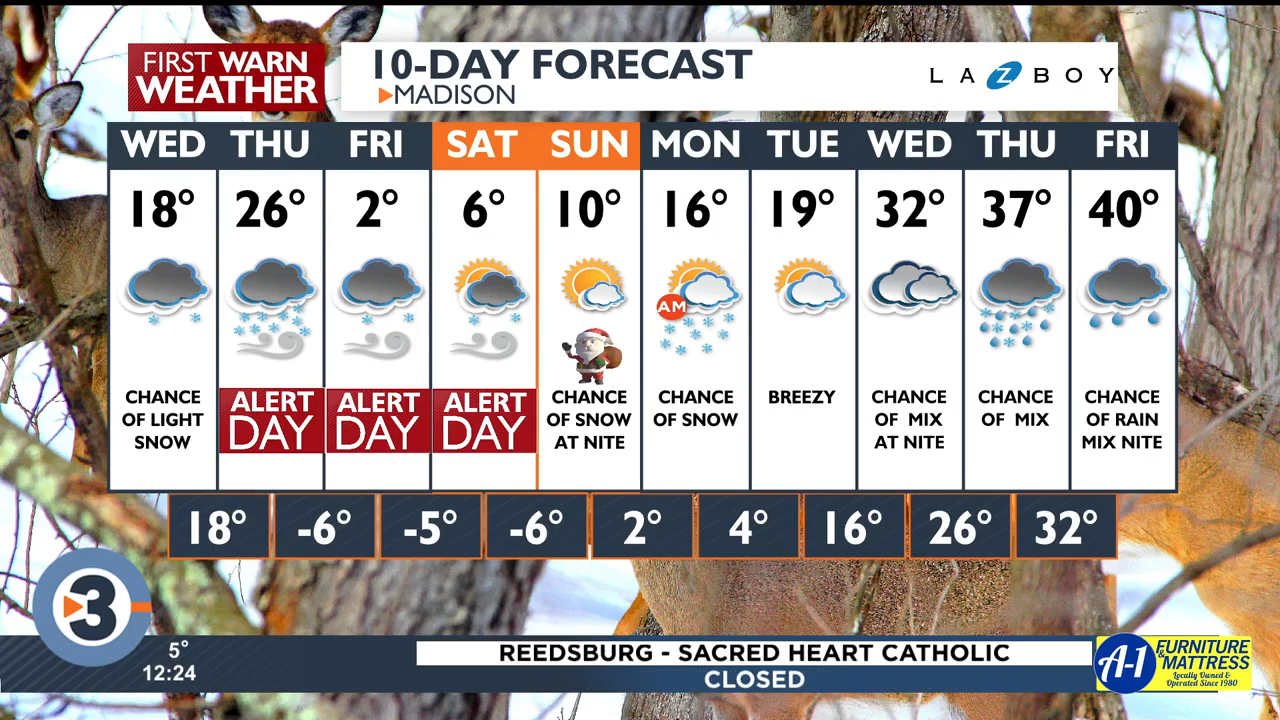 FIRST WARN
WEATHER
10-DAY FORECAST
MADISON
LA Z BOY
WED THU FRI SAT SUN MON TUE WED THU FRI
18° 26° 2° 6° 10° 16° 19° 32° 37° 40°
AM
CHANCE
OF LIGHT
SNOW
ALERT
DAY
ALERT
DAY
ALERT
DAY
CHANCE
OF SNOW
AT NITE
CHANCE
OF SNOW
BREEZY
CHANCE
OF MIX
AT NITE
CHANCE
OF MIX
CHANCE
OF RAIN
MIX NITE
18° -6° -5° -6° 2° 4° 16° 26° 32°
3
5°
12:24
REEDSBURG - SACRED HEART CATHOLIC
CLOSED
A-1
FURNITURE
& MATTRESS
Locally Owned &
Operated Since 1980